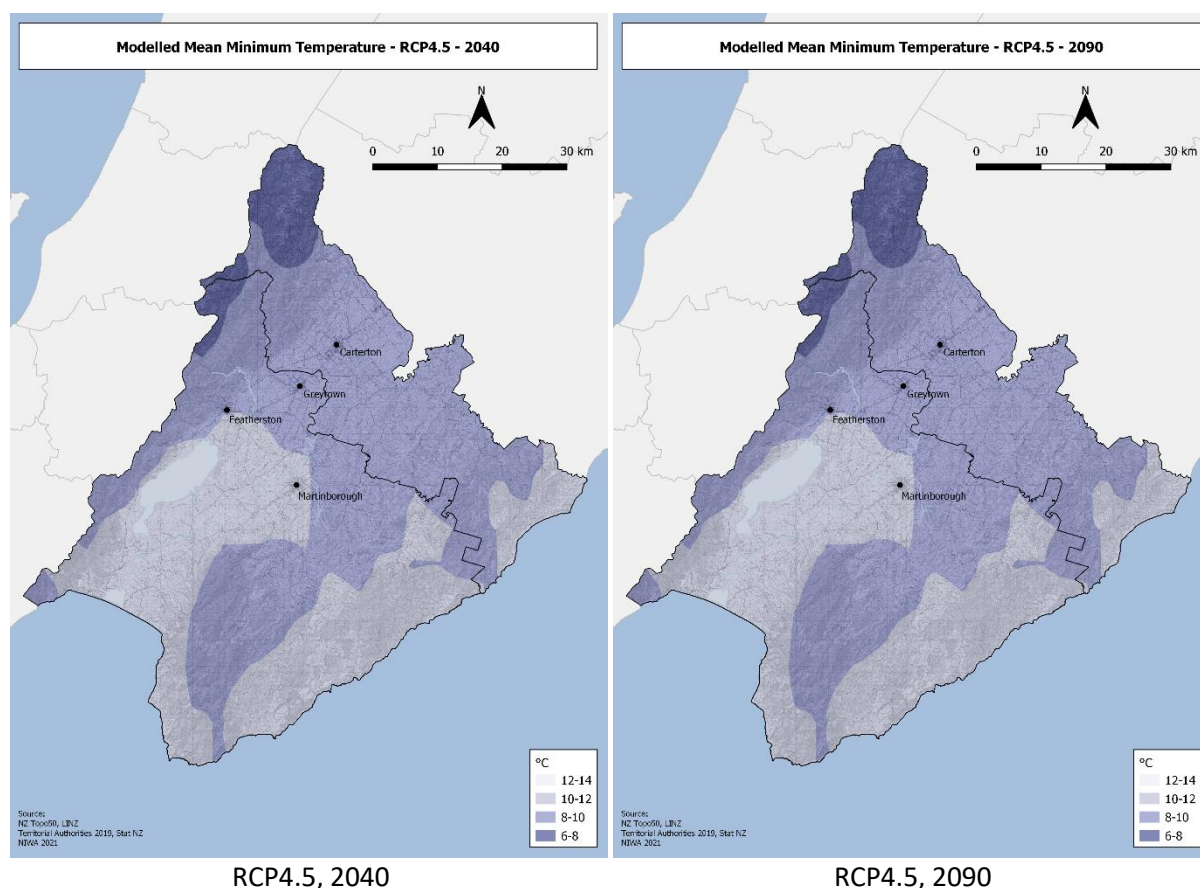 Modelled Mean Minimum Temperature - RCP4.5 - 2040
N
0 10 20 30 km
Carterton
Greytown
Featherston
Martinborough
°C
12-14
10-12
8-10
6-8
Source:
NZ Topo50, LINZ
Territorial Authorities 2019, Stat NZ
NIWA 2021
RCP4.5, 2040
Modelled Mean Minimum Temperature - RCP4.5 - 2090
N
0 10 20 30 km
Carterton
Greytown
Featherston
Martinborough
°C
12-14
10-12
8-10
6-8
Source:
NZ Topo50, LINZ
Territorial Authorities 2019, Stat NZ
NIWA 2021
RCP4.5, 2090